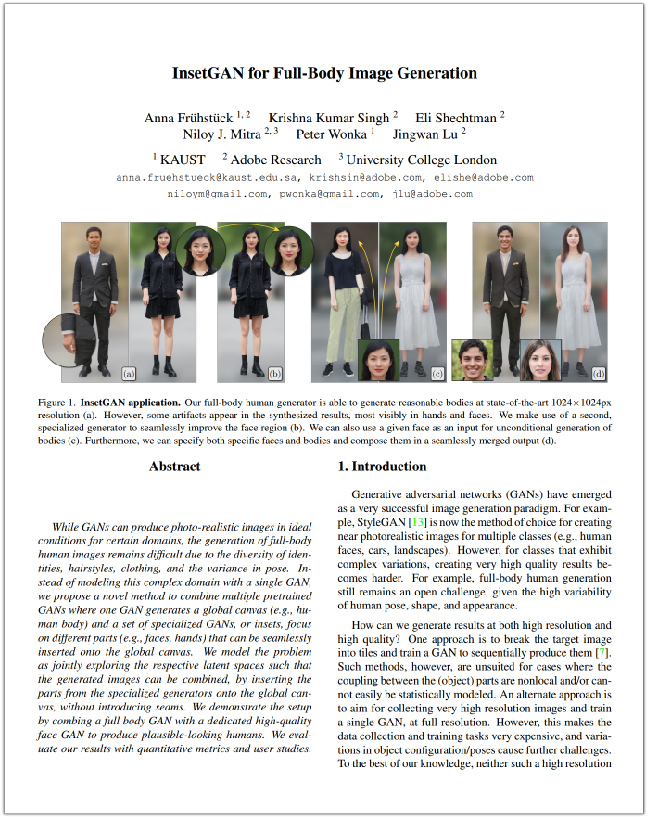 InsetGAN for Full-Body Image Generation
Anna Frühstück 1, 2 Krishna Kumar Singh 2 Eli Shechtman 2
Niloy J. Mitra 2, 3 Peter Wonka 1 Jingwan Lu 2
1 KAUST 2 Adobe Research 3 University College London
anna.fruehstueck@kaust.edu.sa, krishsin@adobe.com, elishe@adobe.com
niloym@gmail.com, pwonka@gmail.com, jlu@adobe.com
(a)
(b)
(c)
(d)
Figure 1. InsetGAN application. Our full-body human generator is able to generate reasonable bodies at state-of-the-art 1024×1024px
resolution (a). However, some artifacts appear in the synthesized results, most visibly in hands and faces. We make use of a second,
specialized generator to seamlessly improve the face region (b). We can also use a given face as an input for unconditional generation of
bodies (c). Furthermore, we can specify both specific faces and bodies and compose them in a seamlessly merged output (d).
Abstract
While GANs can produce photo-realistic images in ideal
conditions for certain domains, the generation of full-body
human images remains difficult due to the diversity of iden-
tities, hairstyles, clothing, and the variance in pose. In-
stead of modeling this complex domain with a single GAN,
we propose a novel method to combine multiple pretrained
GANs where one GAN generates a global canvas (e.g., hu-
man body) and a set of specialized GANs, or insets, focus
on different parts (e.g., faces, hands) that can be seamlessly
inserted onto the global canvas. We model the problem
as jointly exploring the respective latent spaces such that
the generated images can be combined, by inserting the
parts from the specialized generators onto the global can-
vas, without introducing seams. We demonstrate the setup
by combing a full body GAN with a dedicated high-quality
face GAN to produce plausible-looking humans. We eval-
uate our results with quantitative metrics and user studies.
1. Introduction
Generative adversarial networks (GANs) have emerged
as a very successful image generation paradigm. For exam-
ple, StyleGAN [13] is now the method of choice for creating
near photorealistic images for multiple classes (e.g., human
faces, cars, landscapes). However, for classes that exhibit
complex variations, creating very high quality results be-
comes harder. For example, full-body human generation
still remains an open challenge, given the high variability
of human pose, shape, and appearance.
How can we generate results at both high resolution and
high quality? One approach is to break the target image
into tiles and train a GAN to sequentially produce them [7].
Such methods, however, are unsuited for cases where the
coupling between the (object) parts are nonlocal and/or can-
not easily be statistically modeled. An alternate approach is
to aim for collecting very high resolution images and train
a single GAN, at full resolution. However, this makes the
data collection and training tasks very expensive, and varia-
tions in object configuration/poses cause further challenges.
To the best of our knowledge, neither such a high resolution